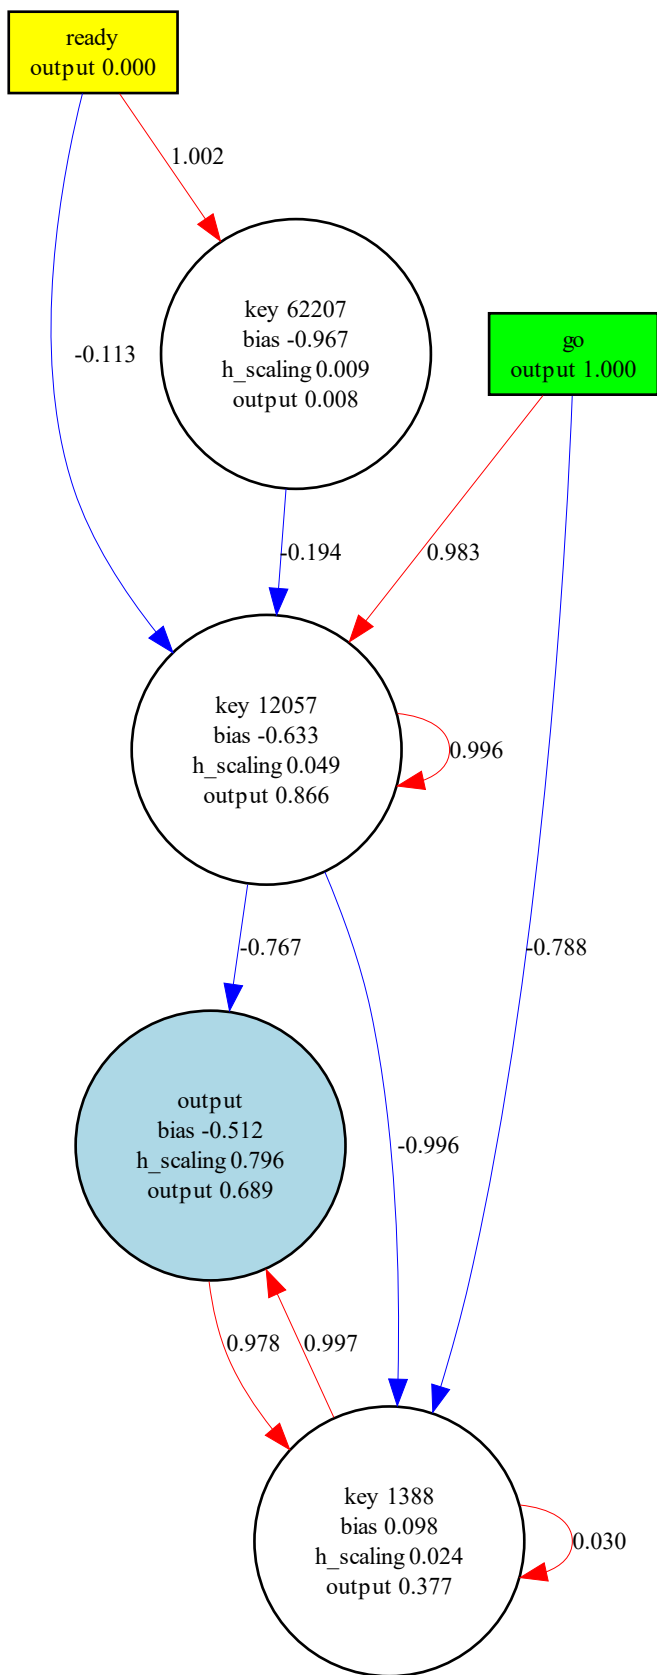 ready
output 0.000
1.002
-0.113
key 62207
bias -0.967
h_scaling 0.009
output 0.008
go
output 1.000
-0.194
0.983
key 12057
bias -0.633
h_scaling 0.049
output 0.866
0.996
-0.767
-0.788
output
bias -0.512
h_scaling 0.796
output 0.689
-0.996
0.978
0.997
key 1388
bias 0.098
h_scaling 0.024
output 0.377
0.030